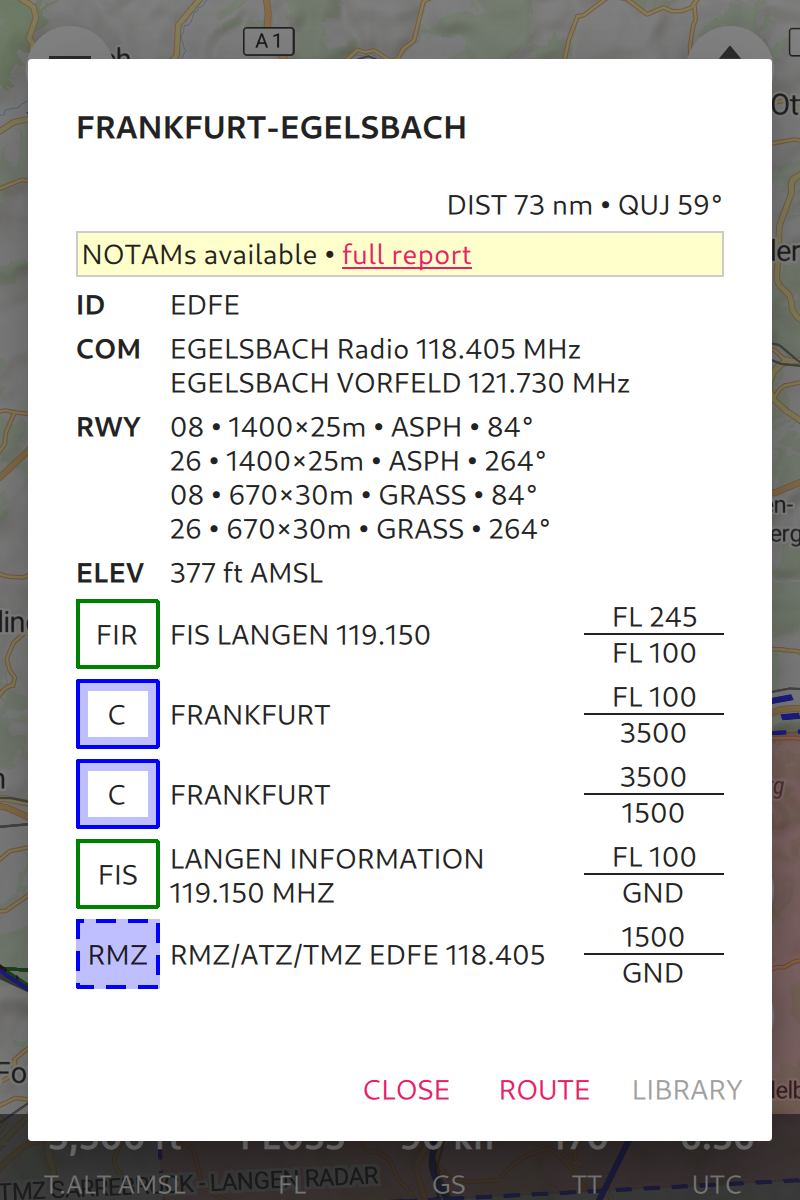 A 1
FRANKFURT-EGELSBACH
DIST 73 nm • QUJ 59°
NOTAMs available • full report
ID EDFE
COM EGELSBACH Radio 118.405 MHz
EGELSBACH VORFELD 121.730 MHz
RWY 08 • 1400×25m • ASPH • 84°
26 • 1400×25m • ASPH • 264°
08 • 670×30m • GRASS • 84°
26 • 670×30m • GRASS • 264°
ELEV 377 ft AMSL
FIR FIS LANGEN 119.150 FL 245
FL 100
C FRANKFURT FL 100
3500
C FRANKFURT 3500
1500
FIS LANGEN INFORMATION FL 100
119.150 MHZ GND
RMZ RMZ/ATZ/TMZ EDFE 118.405 1500
GND
CLOSE ROUTE LIBRARY
T.ALT AMSL FL GS TT UTC
LANGEN RADAR